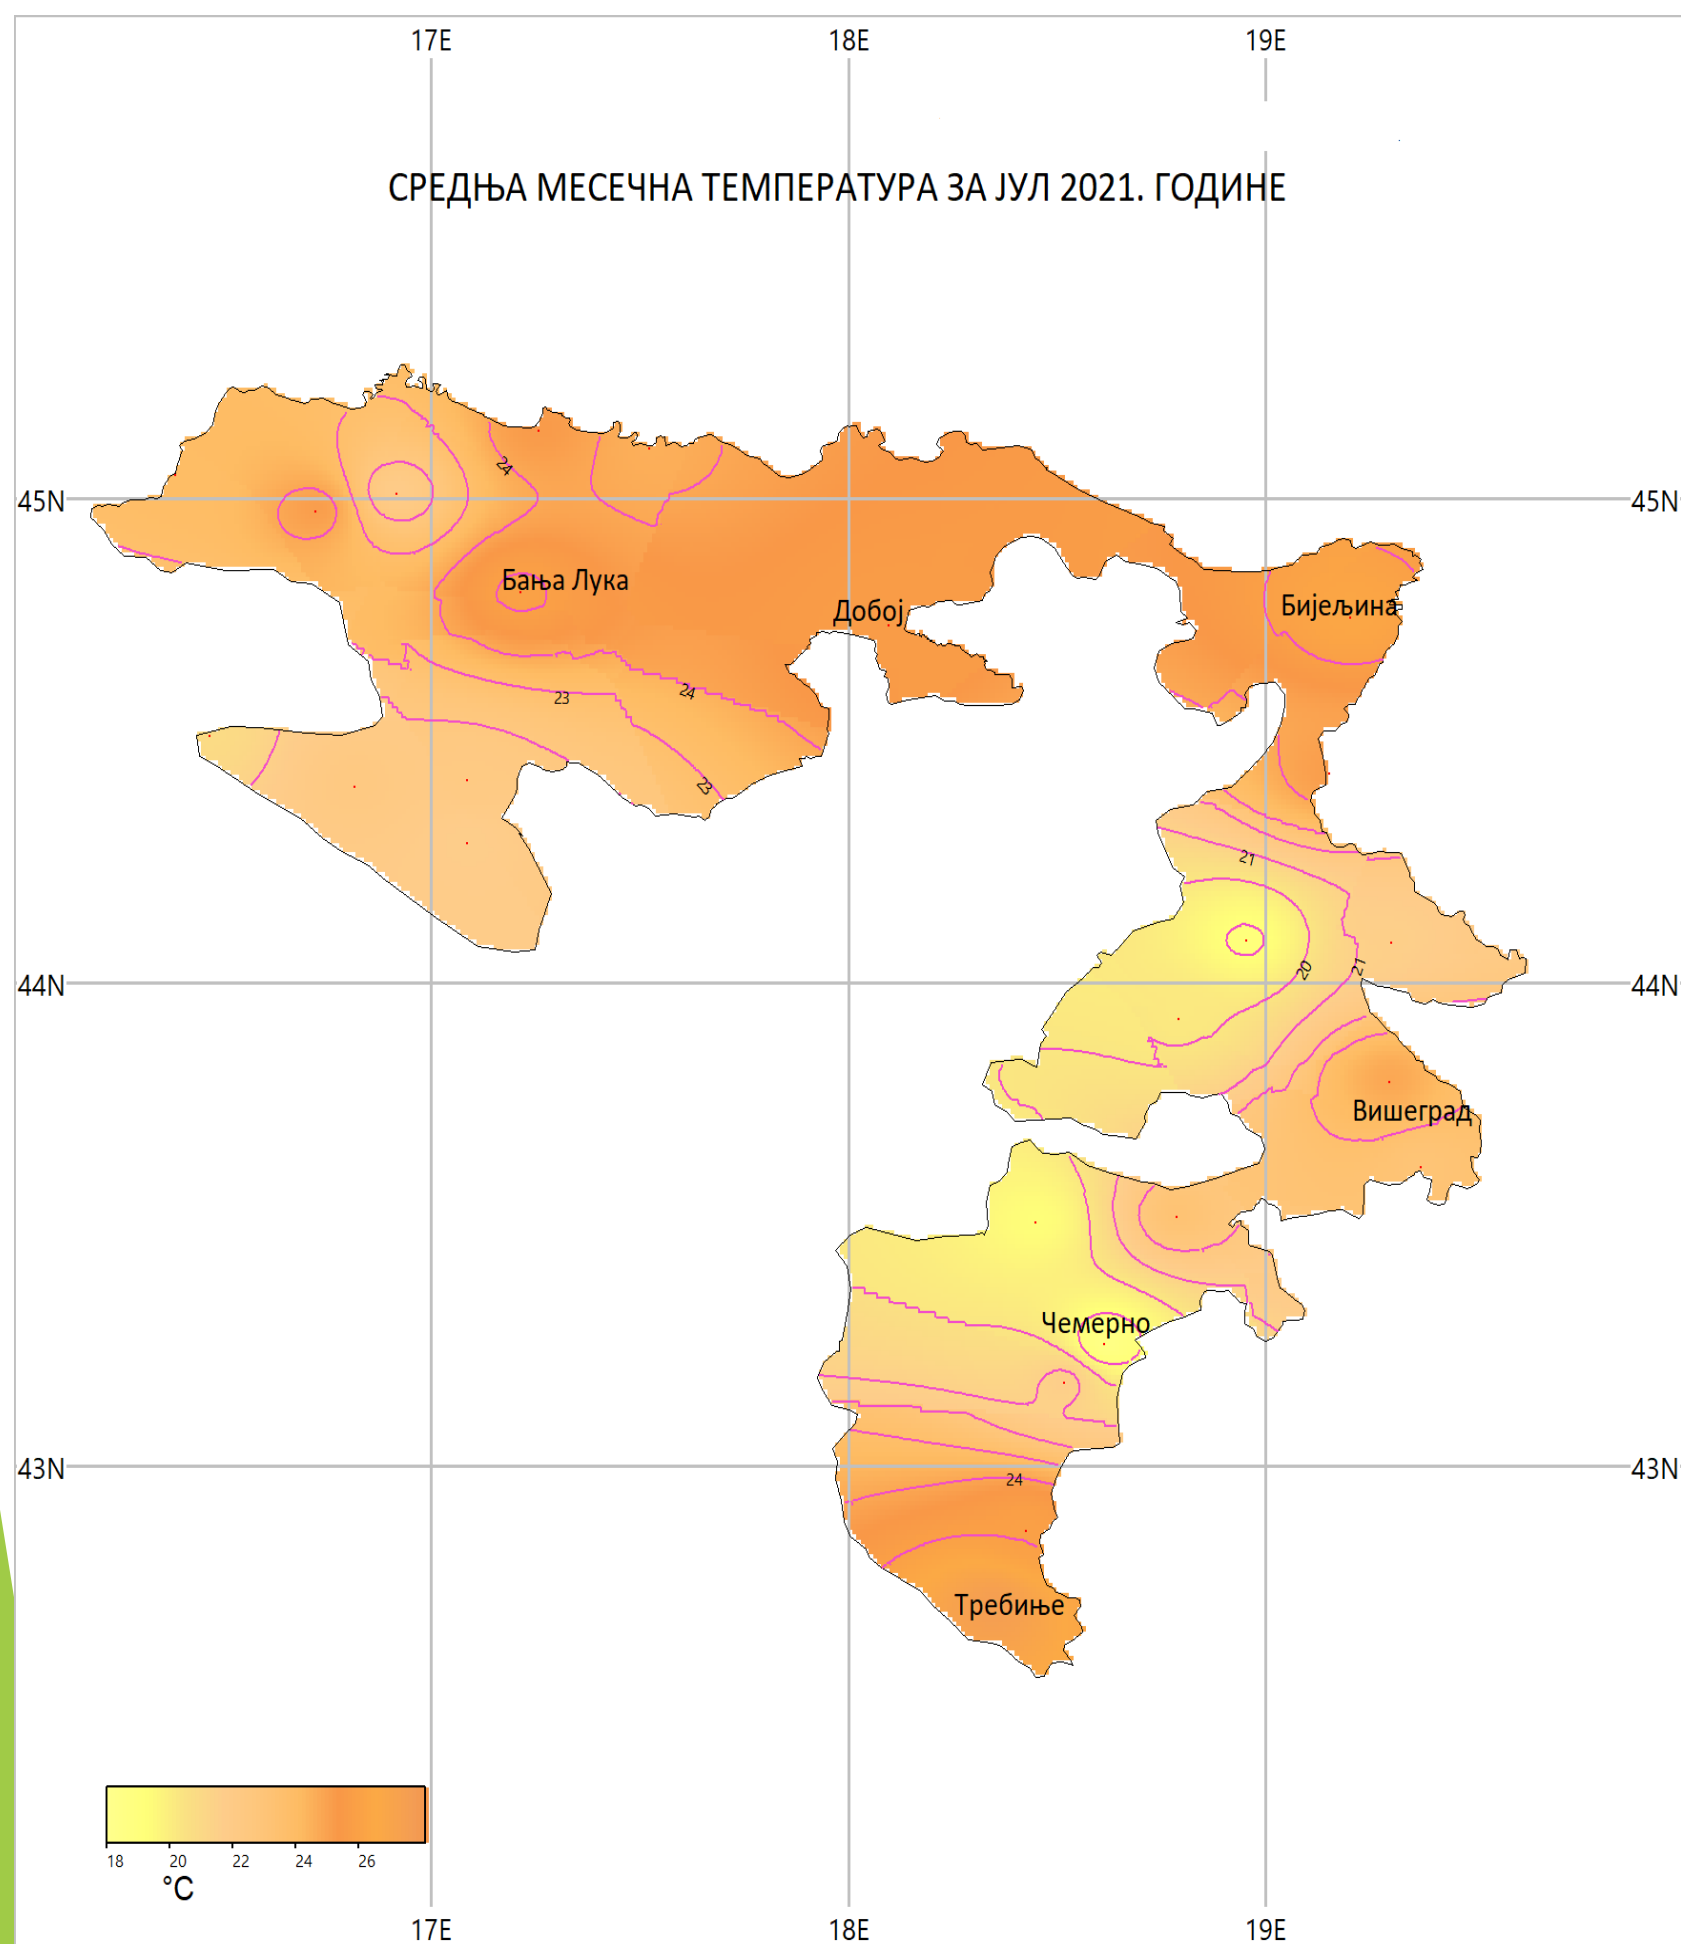 17E 18E 19E
СРЕДЊА МЕСЕЧНА ТЕМПЕРАТУРА ЗА ЈУЛ 2021. ГОДИНЕ
24
45N 45N
Бања Лука
Добој
Бијељина
23
24
23
21
20
21
44N 44N
Вишеград
Чемерно
43N 43N
24
Требиње
18 20 22 24 26
°C
17E 18E 19E